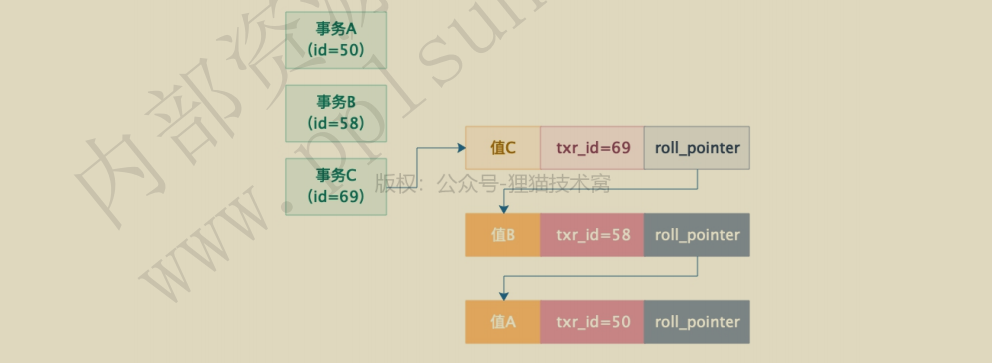 事务A
(id=50)
事务B
(id=58)
事务C
(id=69)
值C txr_id=69 roll_pointer
值B txr_id=58 roll_pointer
值A txr_id=50 roll_pointer
版权：公众号-狸猫技术窝
内部资源
www.pplsun